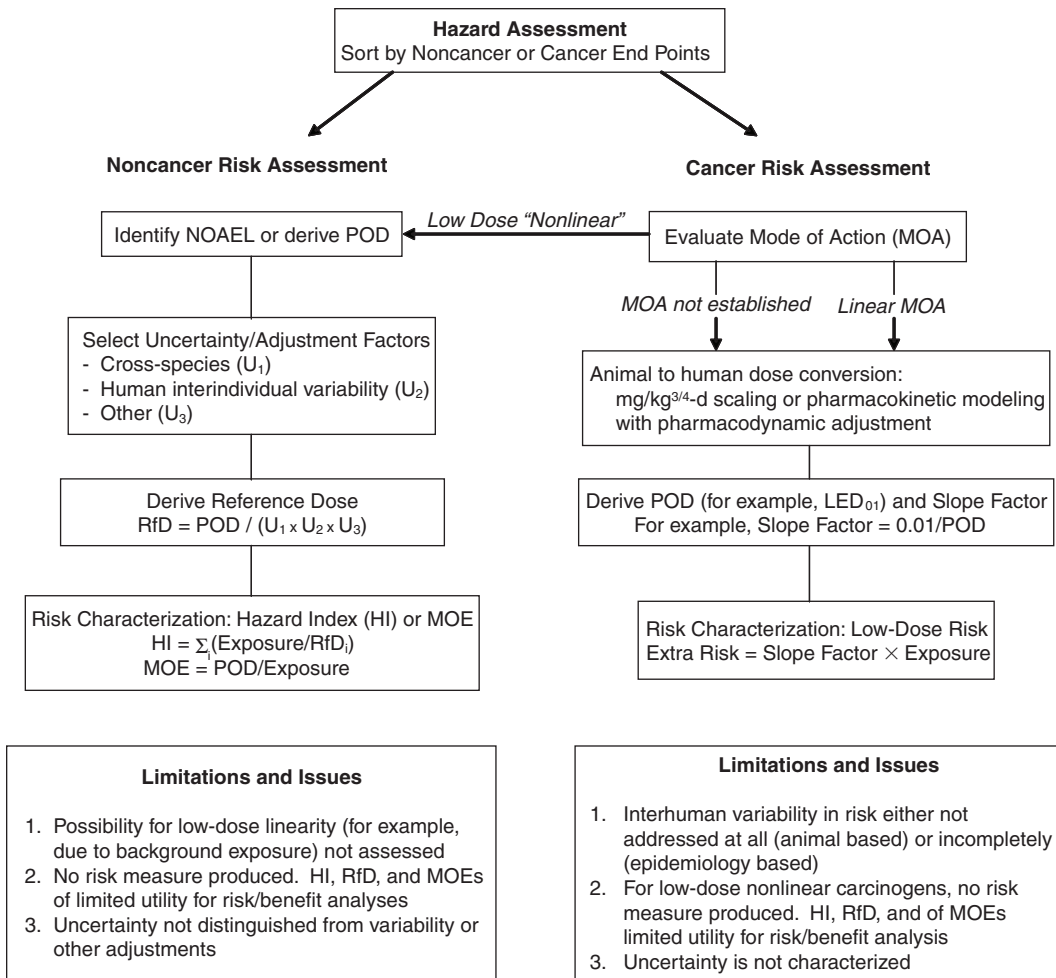 Hazard Assessment
Sort by Noncancer or Cancer End Points
Noncancer Risk Assessment
Cancer Risk Assessment
Identify NOAEL or derive POD
Low Dose “Nonlinear”
Evaluate Mode of Action (MOA)
MOA not established
Linear MOA
Select Uncertainty/Adjustment Factors
- Cross-species (U₁)
- Human interindividual variability (U₂)
- Other (U₃)
Animal to human dose conversion:
mg/kg³ᐟ⁴-d scaling or pharmacokinetic modeling
with pharmacodynamic adjustment
Derive Reference Dose
RfD = POD / (U₁ x U₂ x U₃)
Derive POD (for example, LED₀₁) and Slope Factor
For example, Slope Factor = 0.01/POD
Risk Characterization: Hazard Index (HI) or MOE
HI = Σᵢ(Exposure/RfDᵢ)
MOE = POD/Exposure
Risk Characterization: Low-Dose Risk
Extra Risk = Slope Factor × Exposure
Limitations and Issues
1. Possibility for low-dose linearity (for example,
due to background exposure) not assessed
2. No risk measure produced. HI, RfD, and MOEs
of limited utility for risk/benefit analyses
3. Uncertainty not distinguished from variability or
other adjustments
Limitations and Issues
1. Interhuman variability in risk either not
addressed at all (animal based) or incompletely
(epidemiology based)
2. For low-dose nonlinear carcinogens, no risk
measure produced. HI, RfD, and of MOEs
limited utility for risk/benefit analysis
3. Uncertainty is not characterized